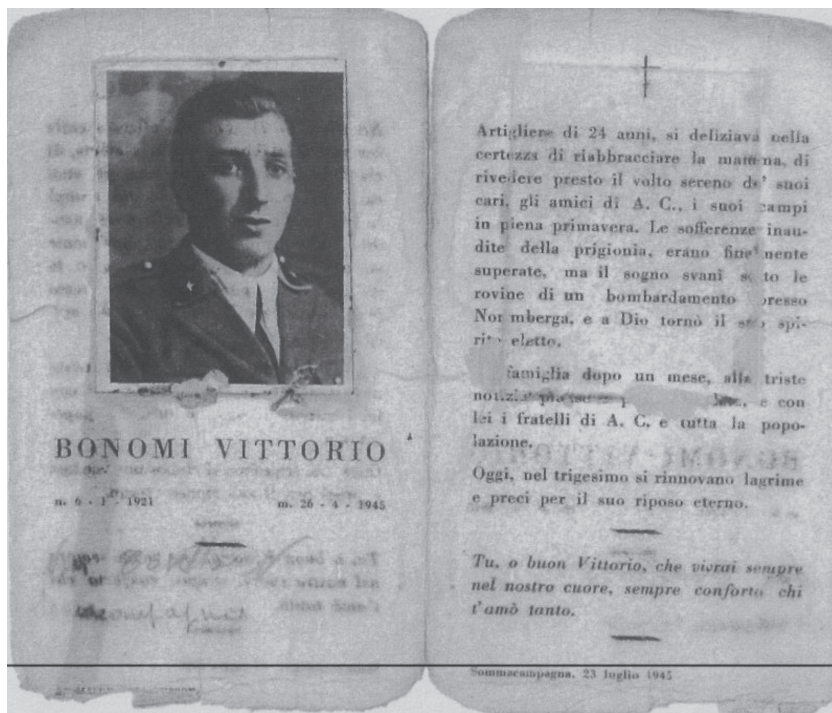 BONOMI VITTORIO
n. 6 - 1 - 1921 m. 26 - 4 - 1945
Artigliere di 24 anni, si deliziava nella
certezza di riabbracciare la mamma, di
rivedere presto il volto sereno de' suoi
cari, gli amici di A. C., i suoi campi
in piena primavera. Le sofferenze inau-
dite della prigionia, erano finemente
superate, ma il sogno svanì sotto le
rovine di un bombardamento presso
Norimberga, e a Dio tornò il suo spi-
rito eletto.
famiglia dopo un mese, alla triste
notizia e con
lei i fratelli di A. C. e tutta la popo-
lazione.
Oggi, nel trigesimo si rinnovano lagrime
e preci per il suo riposo eterno.
Tu, o buon Vittorio, che vivrai sempre
nel nostro cuore, sempre conforta chi
t'amò tanto.
Sommacampagna, 23 luglio 1945